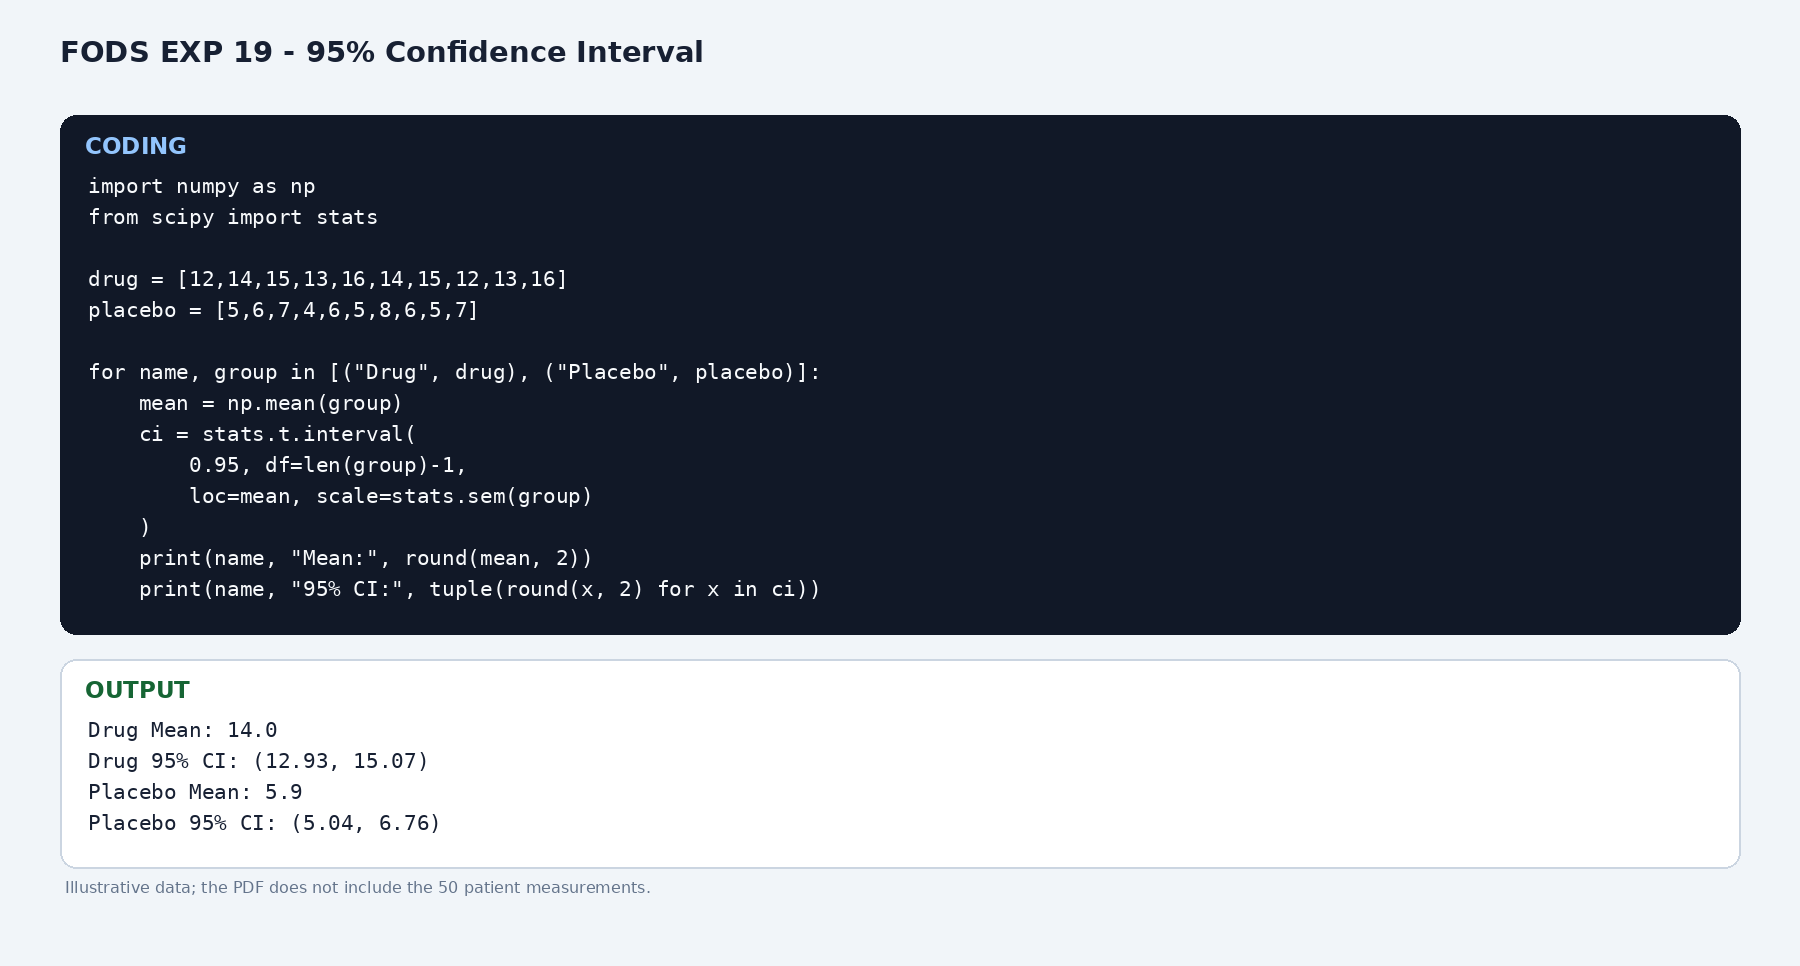 FODS EXP 19 - 95% Confidence Interval
CODING
import numpy as np
from scipy import stats
drug = [12,14,15,13,16,14,15,12,13,16]
placebo = [5,6,7,4,6,5,8,6,5,7]
for name, group in [("Drug", drug), ("Placebo", placebo)]:
    mean = np.mean(group)
    ci = stats.t.interval(
        0.95, df=len(group)-1,
        loc=mean, scale=stats.sem(group)
    )
    print(name, "Mean:", round(mean, 2))
    print(name, "95% CI:", tuple(round(x, 2) for x in ci))
OUTPUT
Drug Mean: 14.0
Drug 95% CI: (12.93, 15.07)
Placebo Mean: 5.9
Placebo 95% CI: (5.04, 6.76)
Illustrative data; the PDF does not include the 50 patient measurements.